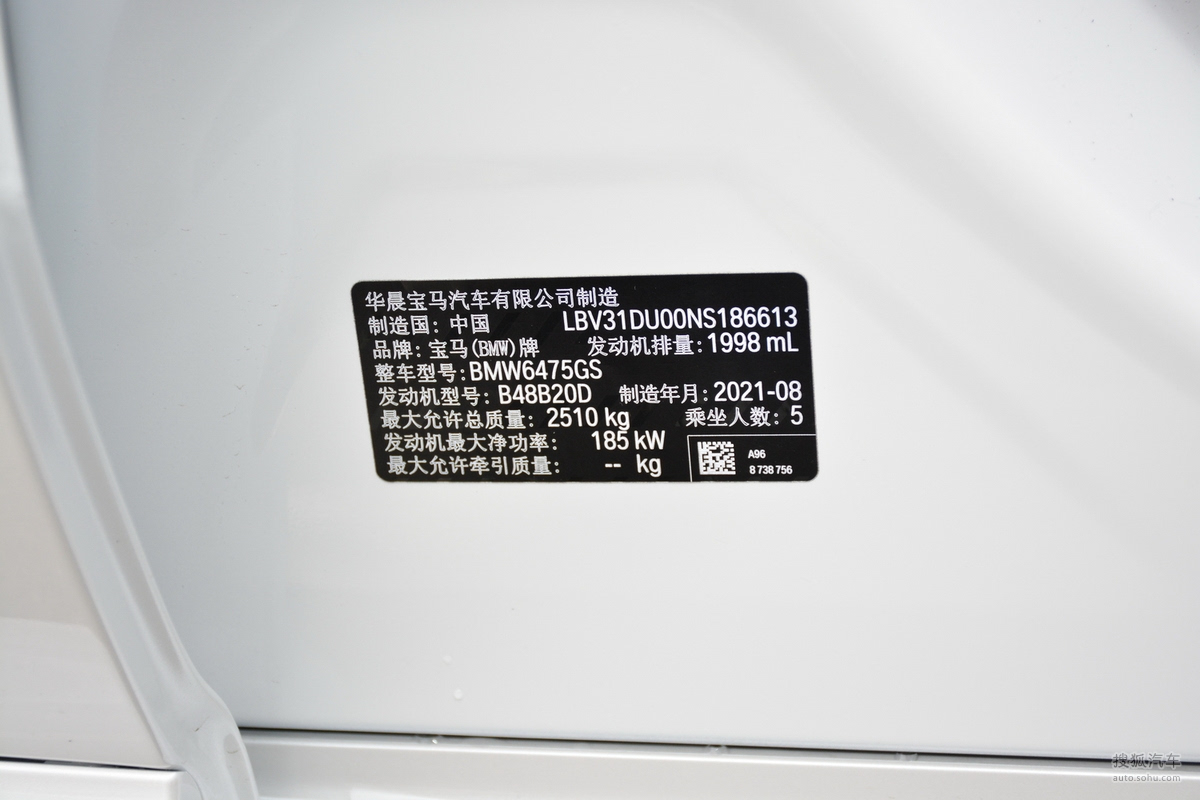 华晨宝马汽车有限公司制造
制造国：中国 LBV31DU00NS186613
品牌：宝马(BMW)牌 发动机排量：1998 mL
整车型号：BMW6475GS
发动机型号：B48B20D 制造年月：2021-08
最大允许总质量：2510 kg 乘坐人数：5
发动机最大净功率：185 kW
最大允许牵引质量：-- kg
A96
8 738 756
搜狐汽车
auto.sohu.com